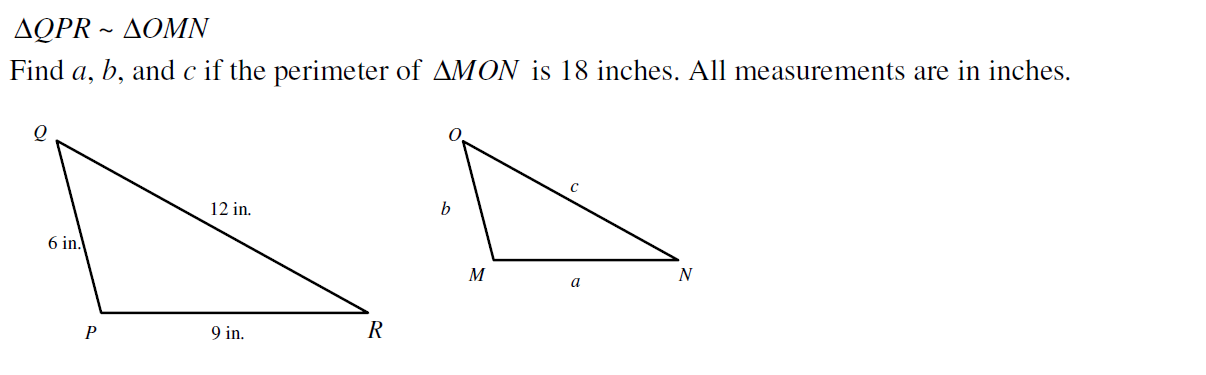 ΔQPR ~ ΔOMN
Find a, b, and c if the perimeter of ΔMON is 18 inches. All measurements are in inches.
Q
O
c
12 in.
b
6 in.
M
a
N
P
9 in.
R